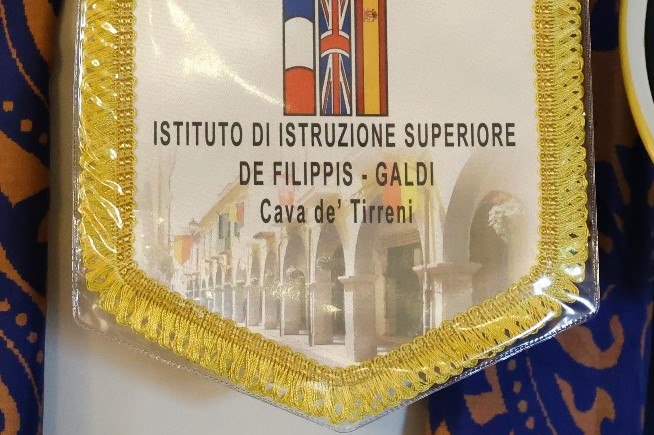 ISTITUTO DI ISTRUZIONE SUPERIORE
DE FILIPPIS - GALDI
Cava de' Tirreni